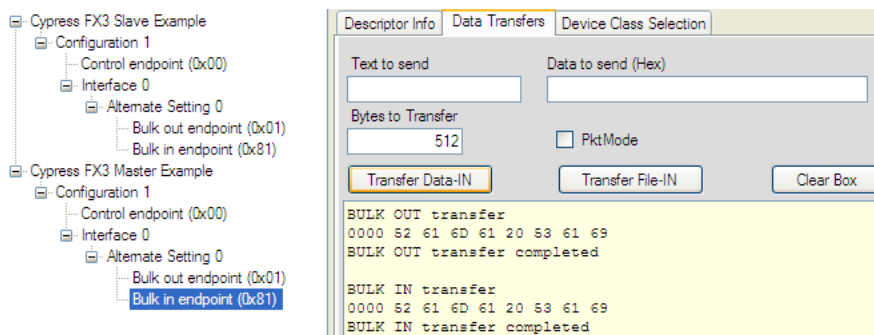 Cypress FX3 Slave Example
Configuration 1
Control endpoint (0x00)
Interface 0
Alternate Setting 0
Bulk out endpoint (0x01)
Bulk in endpoint (0x81)
Cypress FX3 Master Example
Configuration 1
Control endpoint (0x00)
Interface 0
Alternate Setting 0
Bulk out endpoint (0x01)
Bulk in endpoint (0x81)
Descriptor Info Data Transfers Device Class Selection
Text to send Data to send (Hex)
Bytes to Transfer
512 PktMode
Transfer Data-IN Transfer File-IN Clear Box
BULK OUT transfer
0000 52 61 6D 61 20 53 61 69
BULK OUT transfer completed
BULK IN transfer
0000 52 61 6D 61 20 53 61 69
BULK IN transfer completed